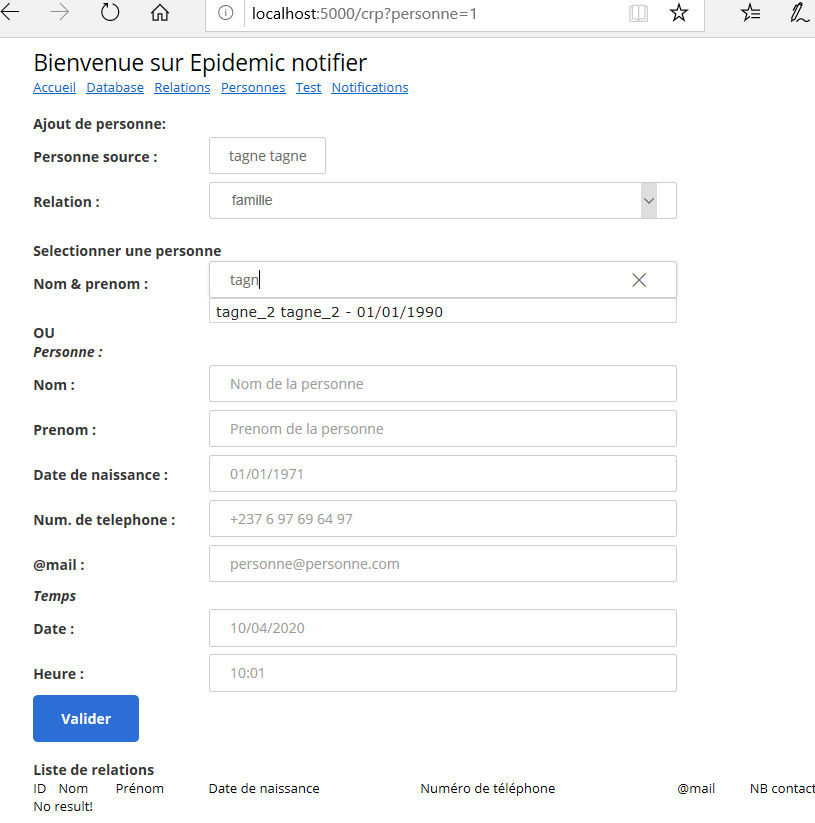 localhost:5000/crp?personne=1
Bienvenue sur Epidemic notifier
Accueil Database Relations Personnes Test Notifications
Ajout de personne:
Personne source : tagne tagne
Relation : famille
Selectionner une personne
Nom & prenom : tagn
tagne_2 tagne_2 - 01/01/1990
OU
Personne :
Nom : Nom de la personne
Prenom : Prenom de la personne
Date de naissance : 01/01/1971
Num. de telephone : +237 6 97 69 64 97
@mail : personne@personne.com
Temps
Date : 10/04/2020
Heure : 10:01
Valider
Liste de relations
ID Nom Prénom Date de naissance Numéro de téléphone @mail NB contact
No result!